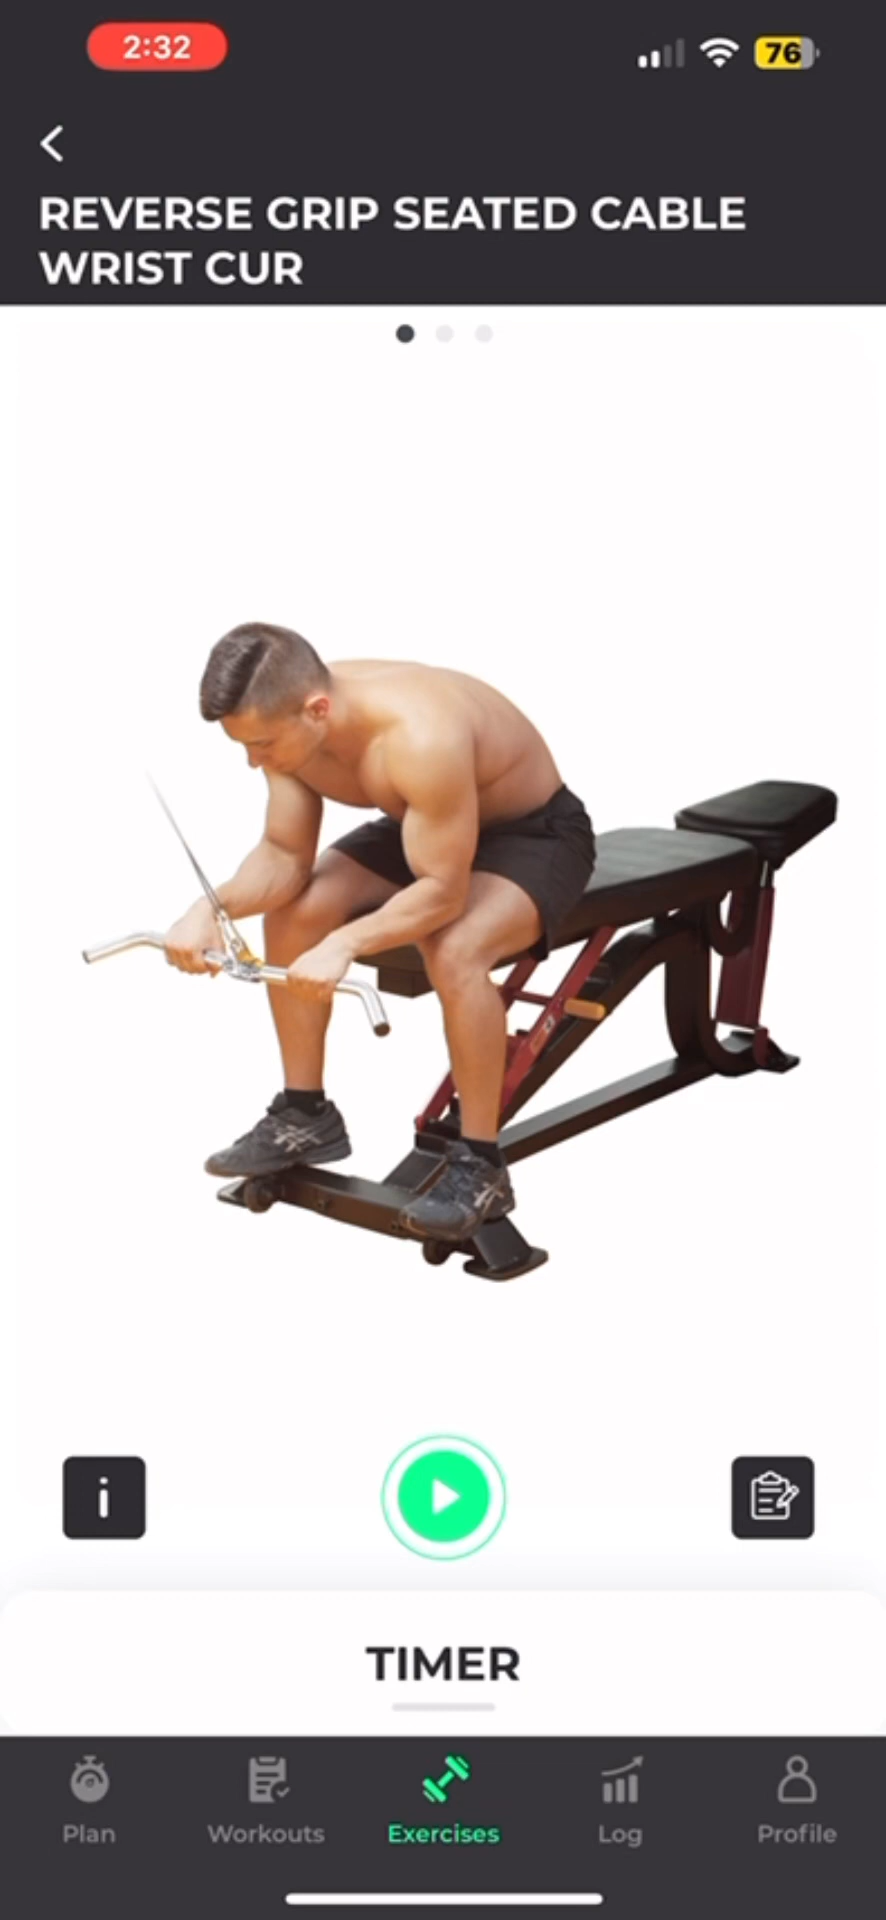 2:32
76
REVERSE GRIP SEATED CABLE
WRIST CUR
i
TIMER
Plan
Workouts
Exercises
Log
Profile